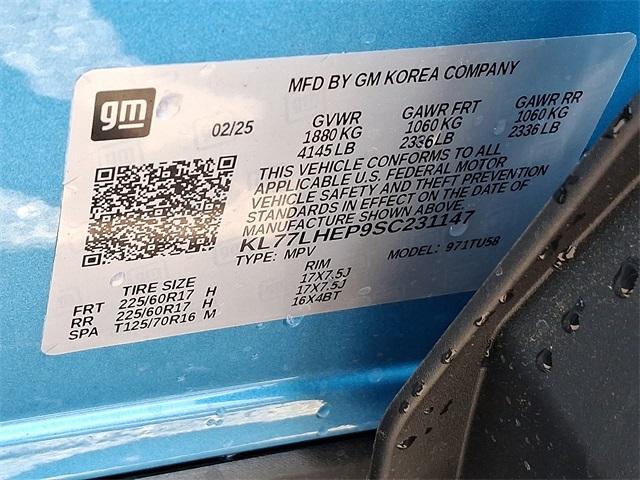 MFD BY GM KOREA COMPANY
gm
02/25
GVWR GAWR FRT GAWR RR
1880 KG 1060 KG 1060 KG
4145 LB 2336 LB 2336 LB
THIS VEHICLE CONFORMS TO ALL
APPLICABLE U.S. FEDERAL MOTOR
VEHICLE SAFETY AND THEFT PREVENTION
STANDARDS IN EFFECT ON THE DATE OF
MANUFACTURE SHOWN ABOVE.
KL77LHEP9SC231147
TYPE: MPV MODEL: 971TU58
TIRE SIZE RIM
FRT 225/60R17 H 17X7.5J
RR 225/60R17 H 17X7.5J
SPA T125/70R16 M 16X4BT